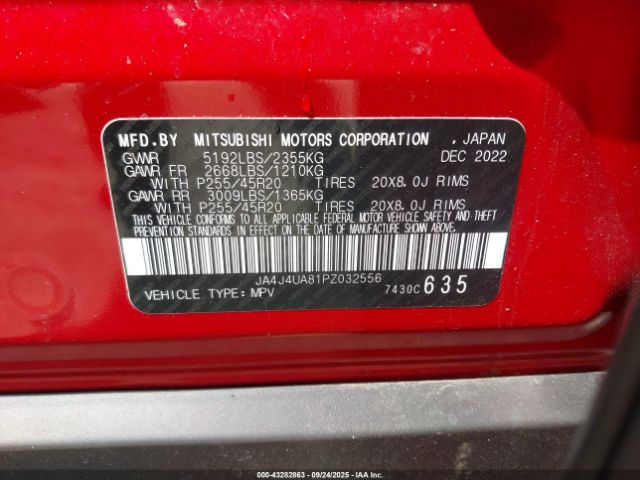 MFD.BY MITSUBISHI MOTORS CORPORATION , JAPAN
GWVR 5192LBS/2355KG DEC 2022
GAWR FR 2668LBS/1210KG
WITH P255/45R20 TIRES 20X8.0J RIMS
GAWR RR 3009LBS/1365KG
WITH P255/45R20 TIRES 20X8.0J RIMS
THIS VEHICLE CONFORMS TO ALL APPLICABLE FEDERAL MOTOR VEHICLE SAFETY AND THEFT
PREVENTION STANDARDS IN EFFECT ON THE DATE OF MANUFACTURE SHOWN ABOVE.
JA4J4UA81PZ032556
VEHICLE TYPE: MPV 7430C 635
000-43282863 - 09/24/2025 - IAAI.COM